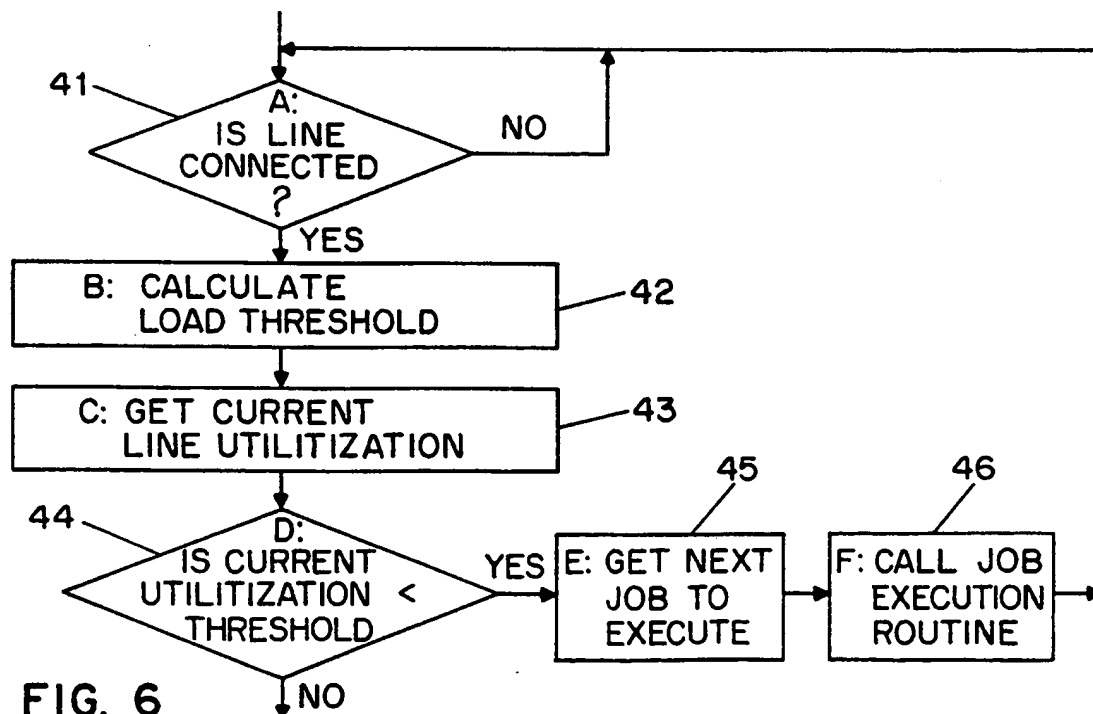 41
A:
IS LINE
CONNECTED
?
NO
YES
B: CALCULATE
LOAD THRESHOLD
42
C: GET CURRENT
LINE UTILITIZATION
43
44
D:
IS CURRENT
UTILITIZATION <
THRESHOLD
YES
45
E: GET NEXT
JOB TO
EXECUTE
46
F: CALL JOB
EXECUTION
ROUTINE
NO
FIG. 6